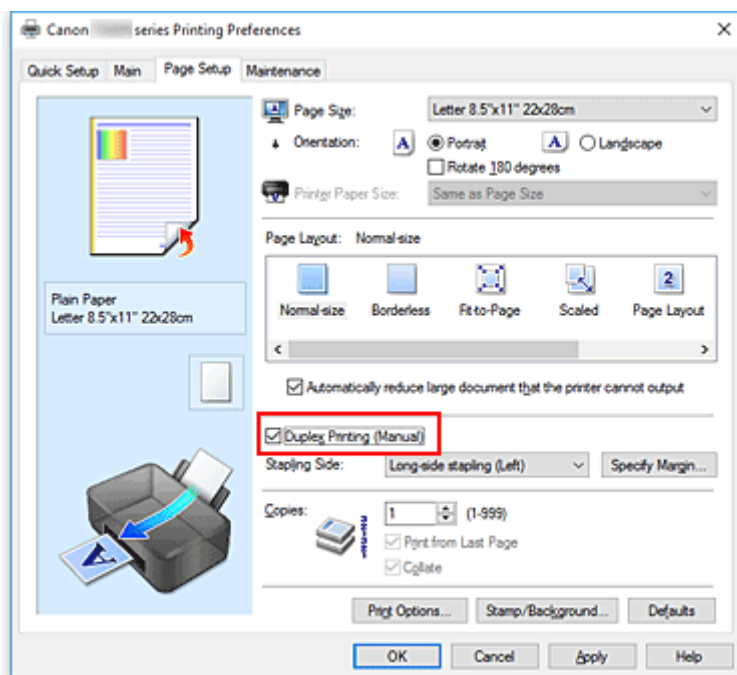 Canon series Printing Preferences
Quick Setup Main Page Setup Maintenance
Page Size: Letter 8.5"x11" 22x28cm
Orientation: A Portrait A Landscape
Rotate 180 degrees
Printer Paper Size: Same as Page Size
Page Layout: Normal-size
2
Normal-size Borderless Fit-to-Page Scaled Page Layout
Plain Paper
Letter 8.5"x11" 22x28cm
Automatically reduce large document that the printer cannot output
Duplex Printing (Manual)
Stapling Side: Long-side stapling (Left) Specify Margin...
Copies: 1 (1-999)
Print from Last Page
Collate
A
Print Options... Stamp/Background... Defaults
OK Cancel Apply Help